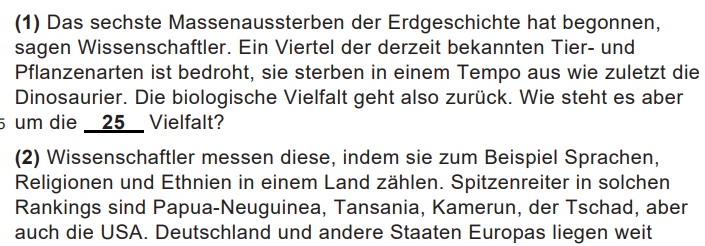 (1) Das sechste Massenaussterben der Erdgeschichte hat begonnen,
sagen Wissenschaftler. Ein Viertel der derzeit bekannten Tier- und
Pflanzenarten ist bedroht, sie sterben in einem Tempo aus wie zuletzt die
Dinosaurier. Die biologische Vielfalt geht also zurück. Wie steht es aber
5 um die 25 Vielfalt?
(2) Wissenschaftler messen diese, indem sie zum Beispiel Sprachen,
Religionen und Ethnien in einem Land zählen. Spitzenreiter in solchen
Rankings sind Papua-Neuguinea, Tansania, Kamerun, der Tschad, aber
auch die USA. Deutschland und andere Staaten Europas liegen weit